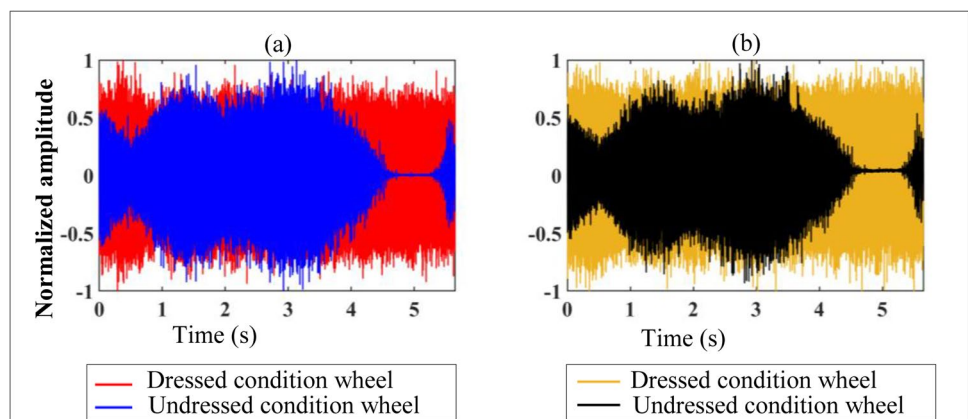 (a)
(b)
Normalized amplitude
1
0.5
0
-0.5
-1
0 1 2 3 4 5
Time (s)
1
0.5
0
-0.5
-1
0 1 2 3 4 5
Time (s)
Dressed condition wheel
Undressed condition wheel
Dressed condition wheel
Undressed condition wheel